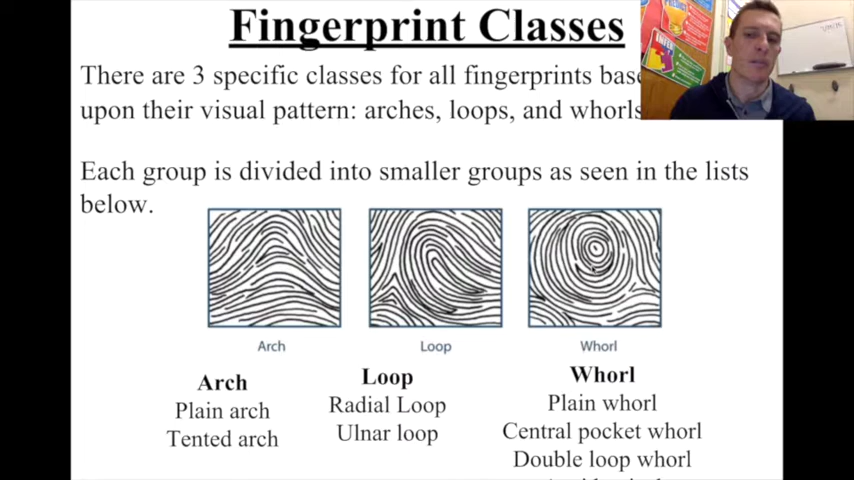 Fingerprint Classes
There are 3 specific classes for all fingerprints
upon their visual pattern: arches, loops, and whorls
Each group is divided into smaller groups as seen in the lists
below.
Arch
Loop
Whorl
Arch
Loop
Whorl
Plain arch
Radial Loop
Plain whorl
Tented arch
Ulnar loop
Central pocket whorl
Double loop whorl